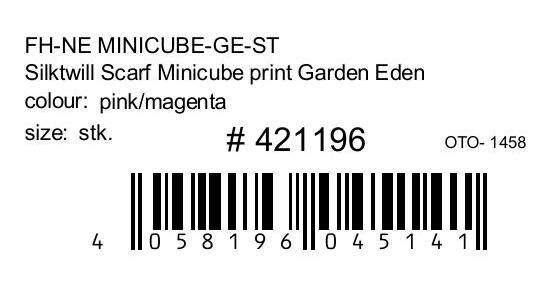 FH-NE MINICUBE-GE-ST
Silktwill Scarf Minicube print Garden Eden
colour: pink/magenta
size: stk.
# 421196
OTO- 1458
4 058196 045141